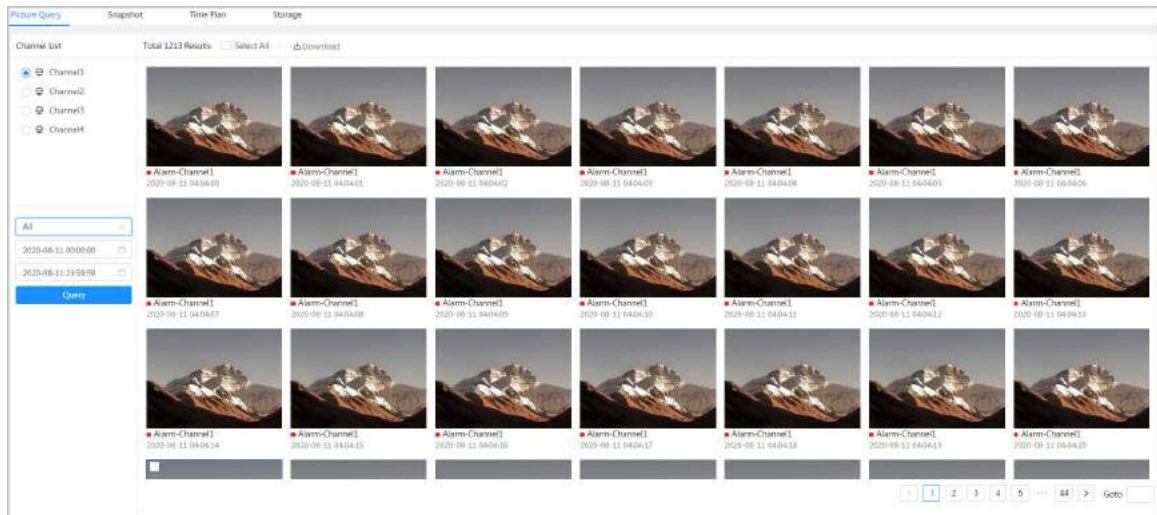 Picture Query Snapshot Time Plan Storage
Channel List Total 1213 Results Select All Download
Channel1
Channel2
Channel3
Channel4
Alarm-Channel1 Alarm-Channel1 Alarm-Channel1 Alarm-Channel1 Alarm-Channel1 Alarm-Channel1 Alarm-Channel1
2020-08-11 04:04:00 2020-08-11 04:04:01 2020-08-11 04:04:02 2020-08-11 04:04:03 2020-08-11 04:04:04 2020-08-11 04:04:05 2020-08-11 04:04:06
All
2020-08-11 00:00:00
2020-08-11 23:59:59
Query
Alarm-Channel1 Alarm-Channel1 Alarm-Channel1 Alarm-Channel1 Alarm-Channel1 Alarm-Channel1 Alarm-Channel1
2020-08-11 04:04:07 2020-08-11 04:04:08 2020-08-11 04:04:09 2020-08-11 04:04:10 2020-08-11 04:04:11 2020-08-11 04:04:12 2020-08-11 04:04:13
Alarm-Channel1 Alarm-Channel1 Alarm-Channel1 Alarm-Channel1 Alarm-Channel1 Alarm-Channel1 Alarm-Channel1
2020-08-11 04:04:14 2020-08-11 04:04:15 2020-08-11 04:04:16 2020-08-11 04:04:17 2020-08-11 04:04:18 2020-08-11 04:04:19 2020-08-11 04:04:20
< 1 2 3 4 5 ··· 44 > Goto